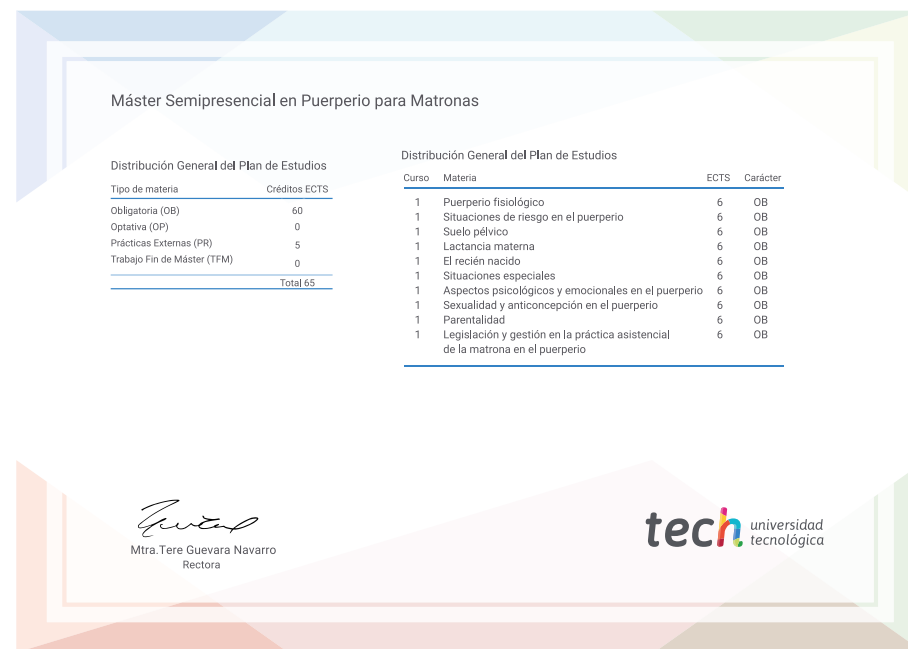 Máster Semipresencial en Puerperio para Matronas
Distribución General del Plan de Estudios
Tipo de materia Créditos ECTS
Obligatoria (OB) 60
Optativa (OP) 0
Prácticas Externas (PR) 5
Trabajo Fin de Máster (TFM) 0
Total 65
Distribución General del Plan de Estudios
Curso Materia ECTS Carácter
1 Puerperio fisiológico 6 OB
1 Situaciones de riesgo en el puerperio 6 OB
1 Suelo pélvico 6 OB
1 Lactancia materna 6 OB
1 El recién nacido 6 OB
1 Situaciones especiales 6 OB
1 Aspectos psicológicos y emocionales en el puerperio 6 OB
1 Sexualidad y anticoncepción en el puerperio 6 OB
1 Parentalidad 6 OB
1 Legislación y gestión en la práctica asistencial 6 OB
de la matrona en el puerperio
Mtra.Tere Guevara Navarro
Rectora
tech universidad
tecnológica